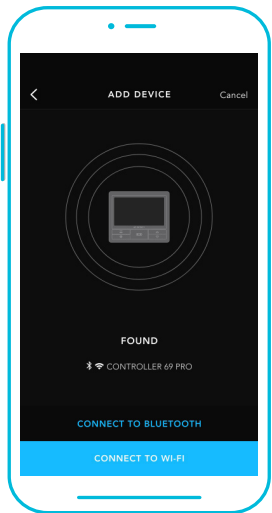 ADD DEVICE Cancel
FOUND
CONTROLLER 69 PRO
CONNECT TO BLUETOOTH
CONNECT TO WI-FI